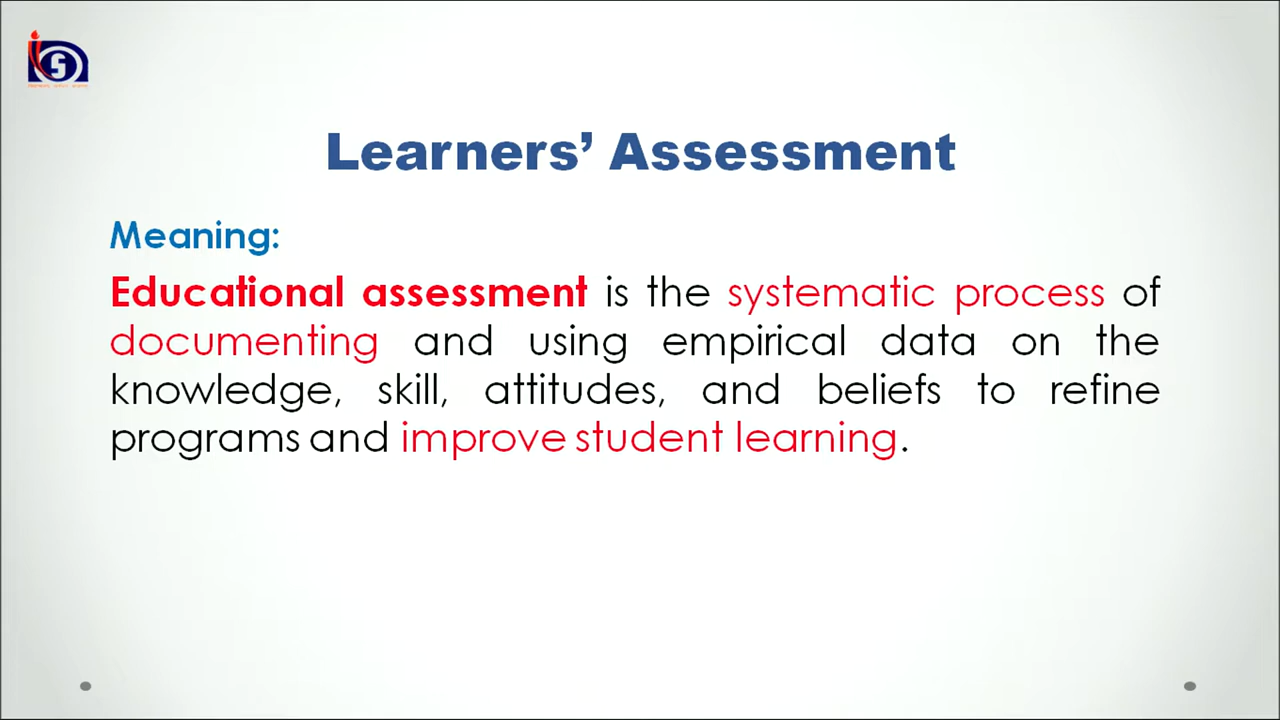 Learners’ Assessment
Meaning:
Educational assessment is the systematic process of
documenting and using empirical data on the
knowledge, skill, attitudes, and beliefs to refine
programs and improve student learning.